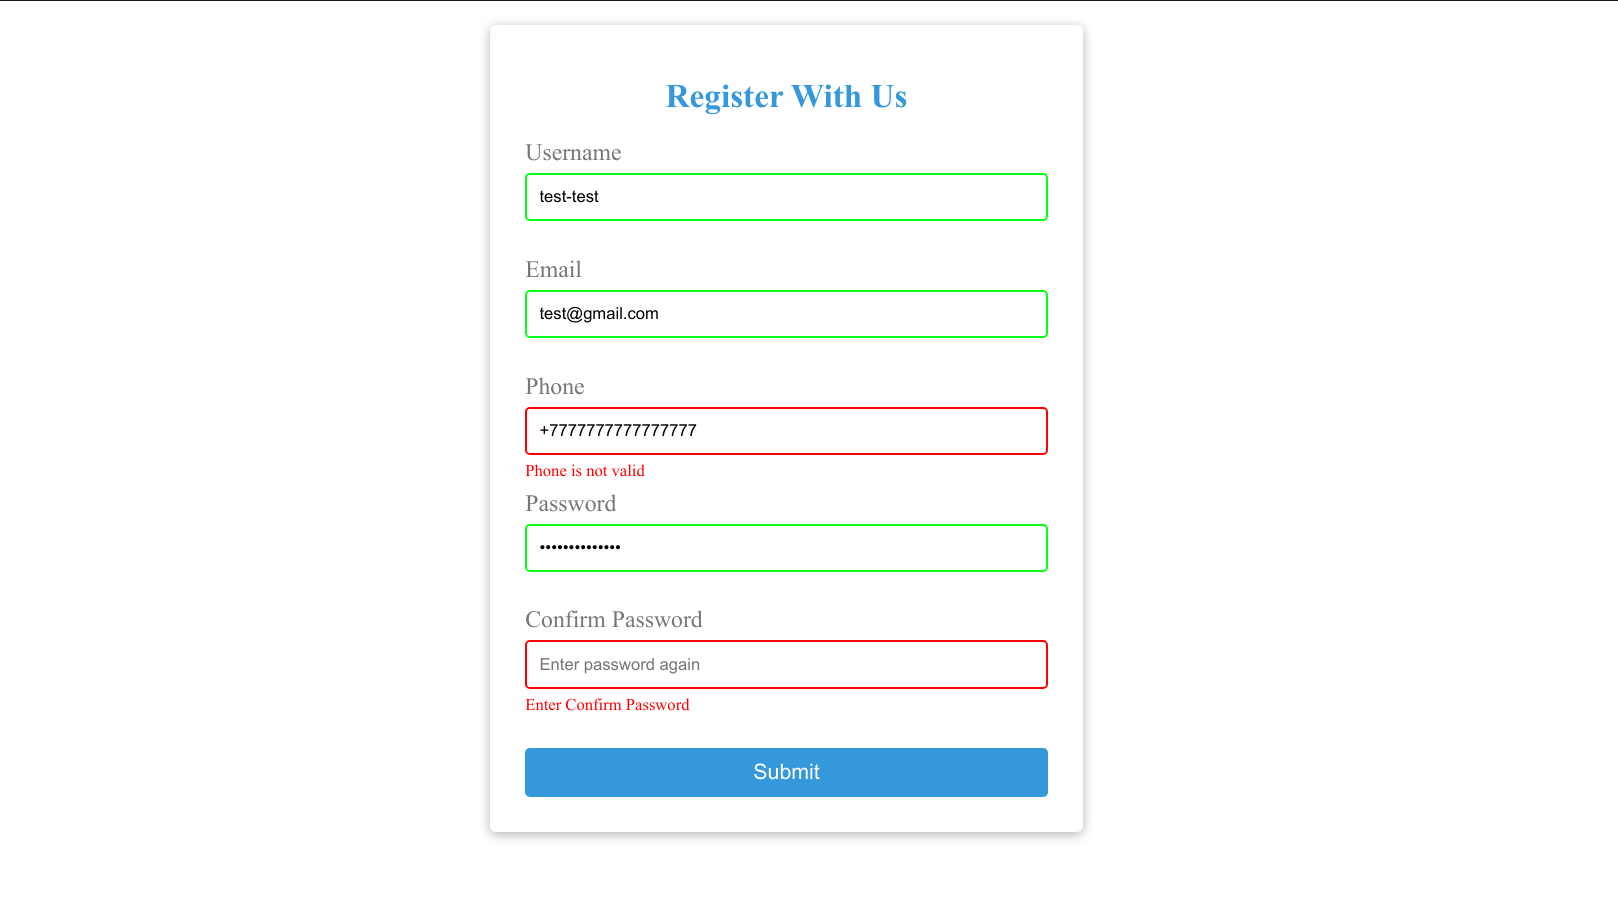 Register With Us
Username
test-test
Email
test@gmail.com
Phone
+7777777777777777
Phone is not valid
Password
••••••••••••••
Confirm Password
Enter password again
Enter Confirm Password
Submit